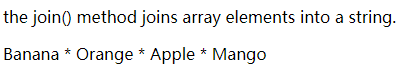 the join() method joins array elements into a string.
Banana * Orange * Apple * Mango